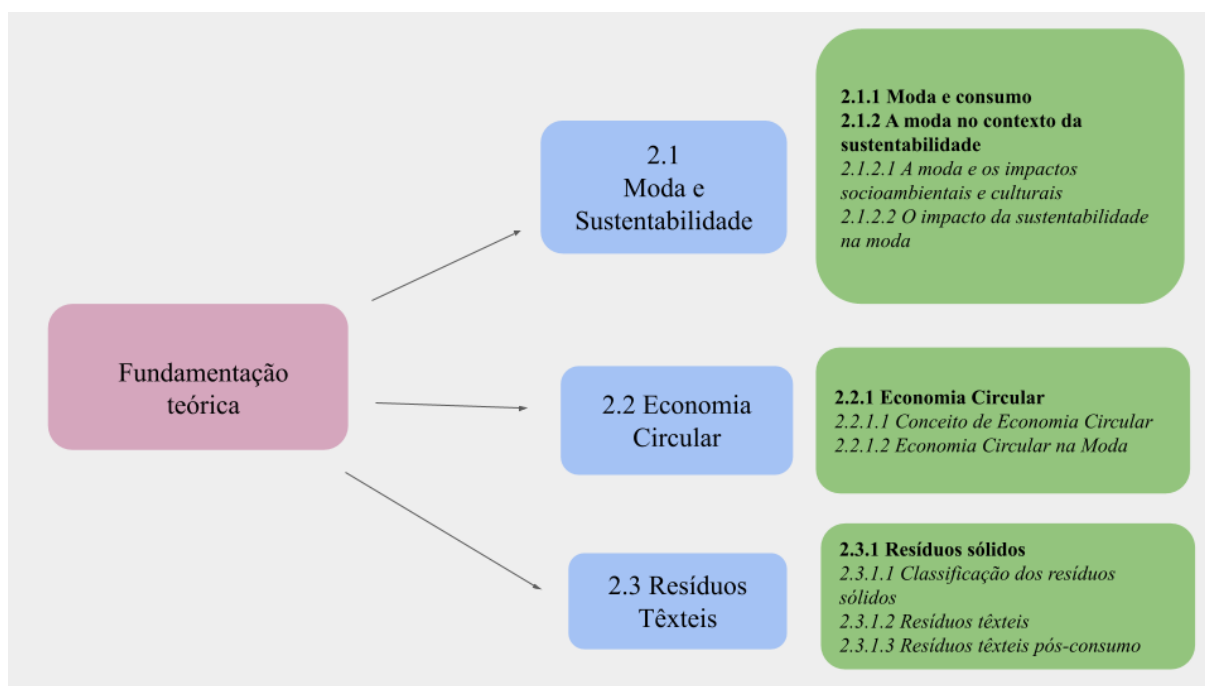 Fundamentação
teórica
2.1
Moda e
Sustentabilidade
2.1.1 Moda e consumo
2.1.2 A moda no contexto da
sustentabilidade
2.1.2.1 A moda e os impactos
socioambientais e culturais
2.1.2.2 O impacto da sustentabilidade
na moda
2.2 Economia
Circular
2.2.1 Economia Circular
2.2.1.1 Conceito de Economia Circular
2.2.1.2 Economia Circular na Moda
2.3 Resíduos
Têxteis
2.3.1 Resíduos sólidos
2.3.1.1 Classificação dos resíduos
sólidos
2.3.1.2 Resíduos têxteis
2.3.1.3 Resíduos têxteis pós-consumo